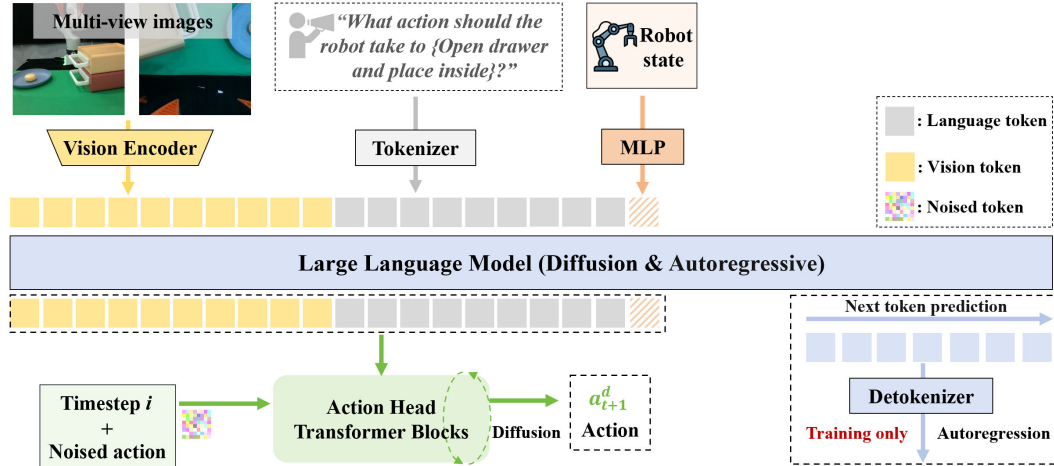 Multi-view images
“What action should the
robot take to {Open drawer
and place inside}?”
Robot
state
Vision Encoder
Tokenizer
MLP
: Language token
: Vision token
: Noised token
Large Language Model (Diffusion & Autoregressive)
Next token prediction
Detokenizer
Training only
Autoregression
Timestep i
+
Noised action
Action Head
Transformer Blocks
Diffusion
a^d_{t+1}
Action